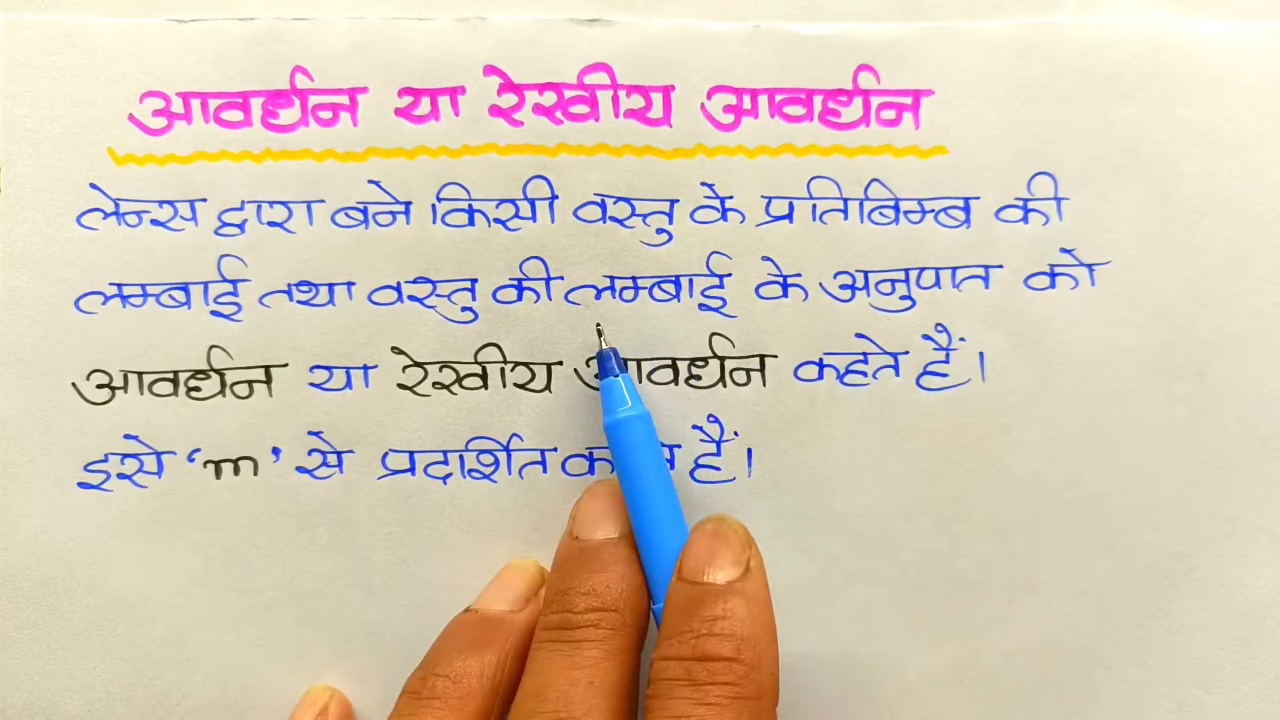 आवर्धन या रेखीय आवर्धन
लेन्स द्वारा बने किसी वस्तु के प्रतिबिम्ब की
लम्बाई तथा वस्तु की लम्बाई के अनुपात को
आवर्धन या रेखीय आवर्धन कहते हैं।
इसे 'm' से प्रदर्शित हैं।